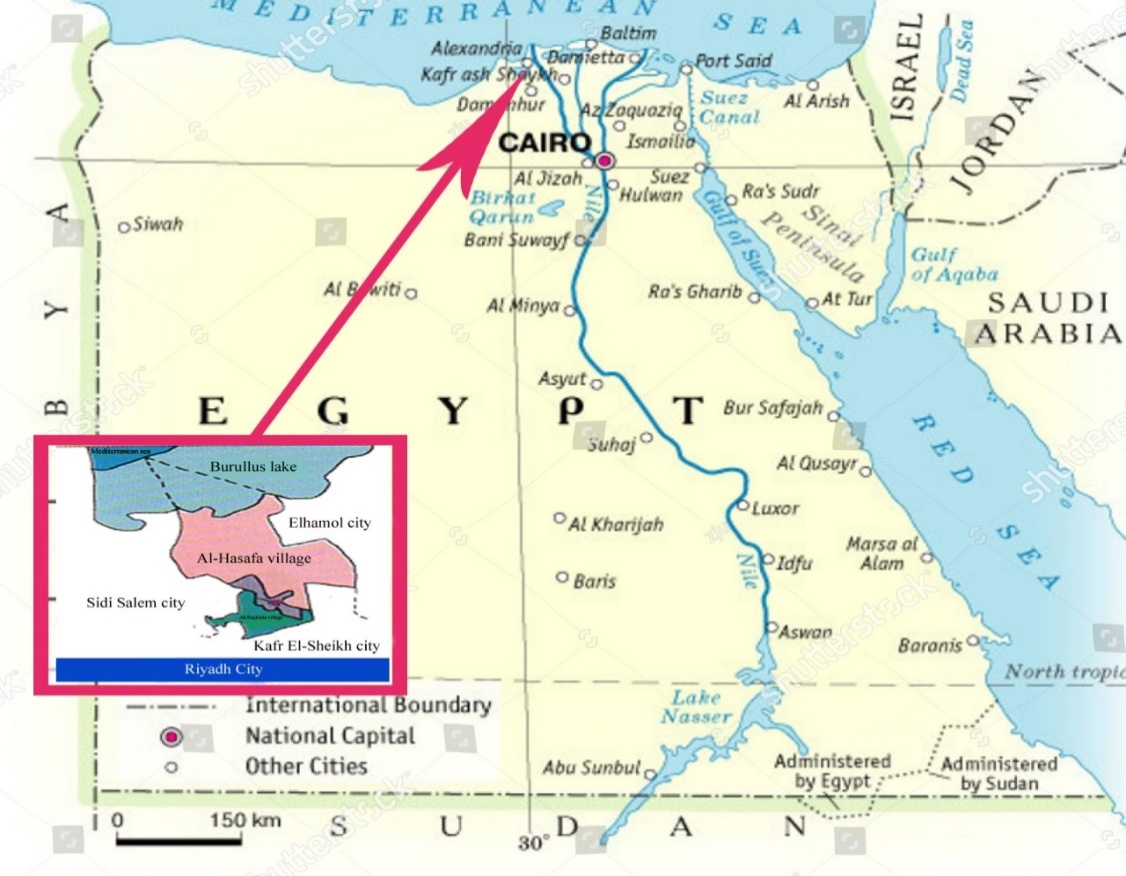 MEDITERRANEAN SEA
Baltim
Alexandria
Damietta
Port Said
Kafr ash Shaykh
Damanhur
Az Zaquaziq
Suez
Canal
Al Arish
ISRAEL
Dead Sea
JORDAN
CAIRO
Ismailia
Al Jizah
Suez
Hulwan
Ra's Sudr
Sinai
Peninsula
Birkat
Qarun
Nile
Gulf of Suez
Siwah
Bani Suwayf
Gulf
of Aqaba
LIBYA
Al Bawiti
Al Minya
Ra's Gharib
At Tur
SAUDI
ARABIA
Asyut
EGYPT
Bur Safajah
Suhaj
Al Qusayr
RED SEA
Luxor
Al Kharijah
Marsa al
Alam
Idfu
Baris
Nile
Aswan
Baranis
North tropic
Mediterranean sea
Burullus lake
Elhamol city
Al-Hasafa village
Sidi Salem city
Kafr El-Sheikh city
Riyadh City
Lake
Nasser
International Boundary
National Capital
Other Cities
Abu Sunbul
Administered
by Egypt
Administered
by Sudan
0 150 km
SUDAN
30°
shutterstock